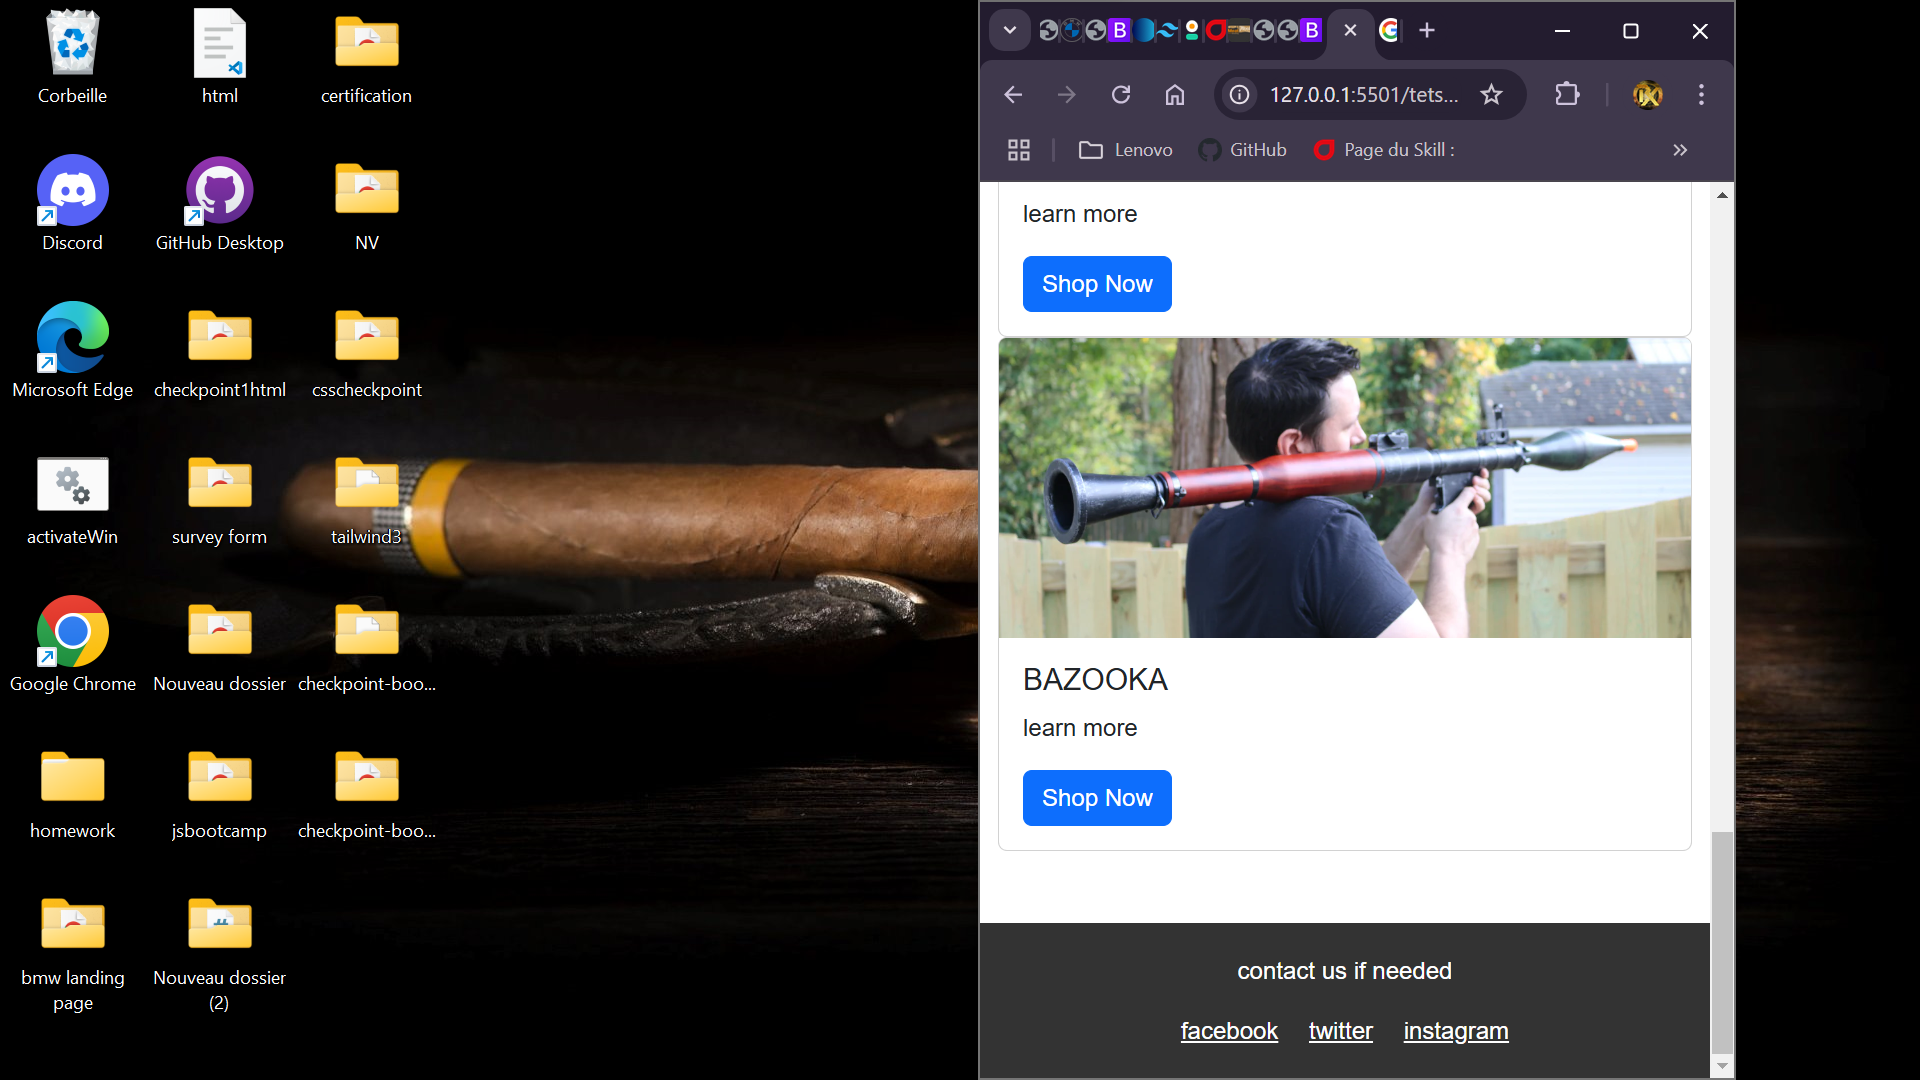 Corbeille
html
certification
Discord
GitHub Desktop
NV
Microsoft Edge
checkpoint1html
csscheckpoint
activateWin
survey form
tailwind3
Google Chrome
Nouveau dossier
checkpoint-boo...
homework
jsbootcamp
checkpoint-boo...
bmw landing
page
Nouveau dossier
(2)
127.0.0.1:5501/tets...
Lenovo
GitHub
Page du Skill :
learn more
Shop Now
BAZOOKA
learn more
Shop Now
contact us if needed
facebook twitter instagram